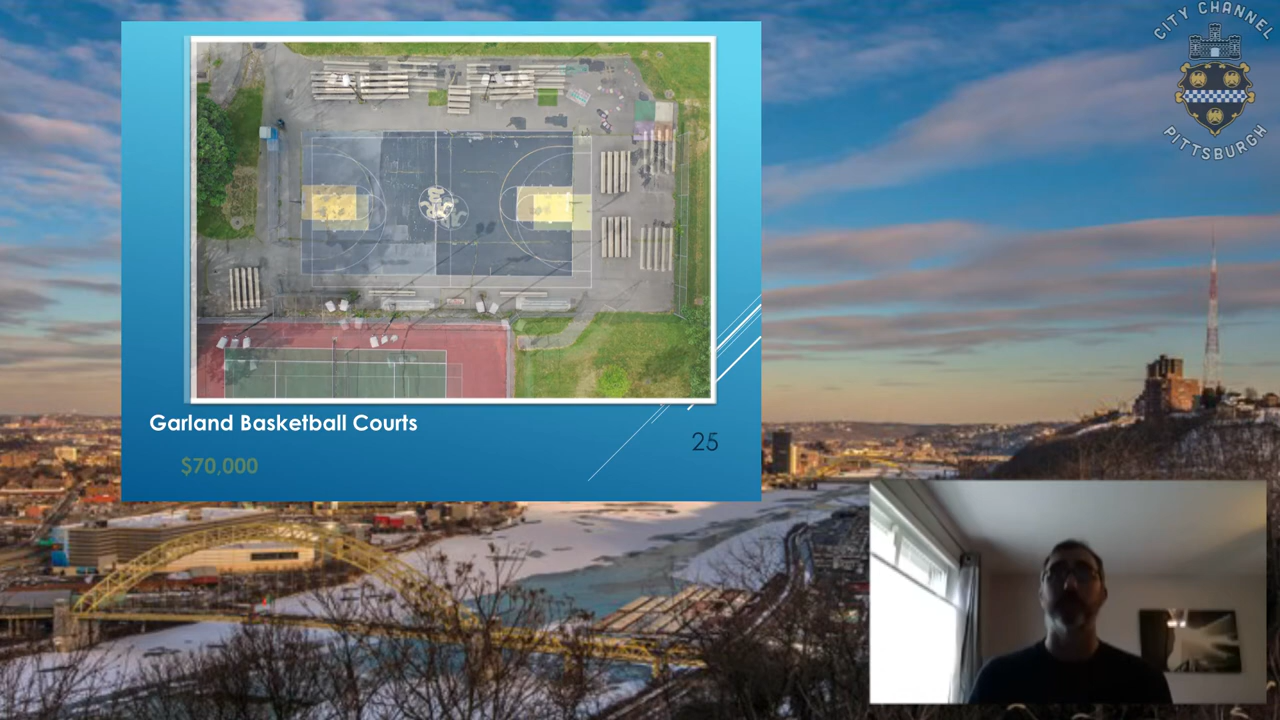 CITY CHANNEL
PITTSBURGH
Garland Basketball Courts
$70,000
25